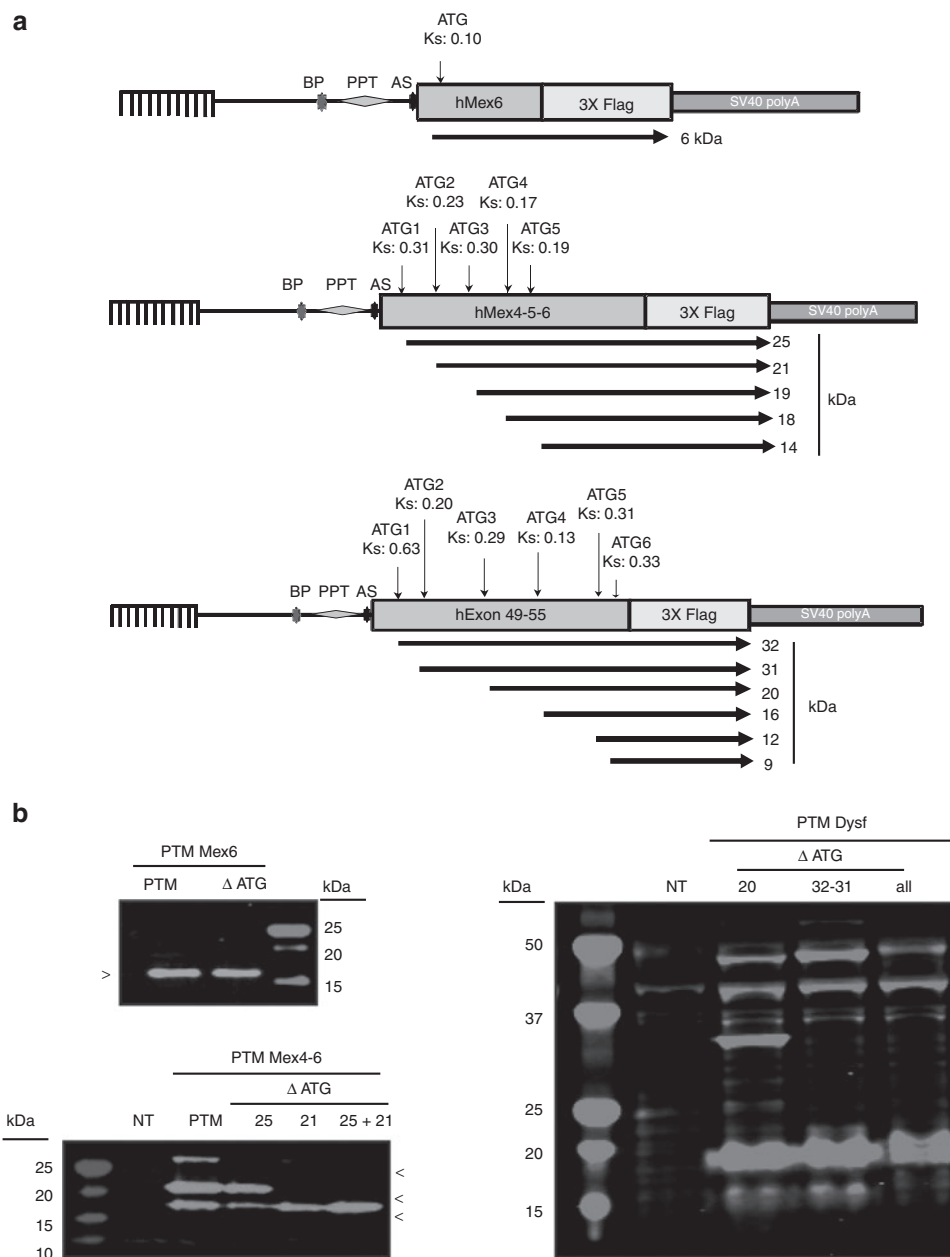 a
ATG
Ks: 0.10
BP PPT AS
hMex6 3X Flag SV40 polyA
6 kDa
ATG2 ATG4
Ks: 0.23 Ks: 0.17
ATG1 ATG3 ATG5
Ks: 0.31 Ks: 0.30 Ks: 0.19
BP PPT AS
hMex4-5-6 3X Flag SV40 polyA
25
21
19
kDa
18
14
ATG2 ATG5
Ks: 0.20 Ks: 0.31
ATG1 ATG3 ATG4
Ks: 0.63 Ks: 0.29 Ks: 0.13
ATG6
Ks: 0.33
BP PPT AS
hExon 49-55 3X Flag SV40 polyA
32
31
20
kDa
16
12
9
b
PTM Mex6
PTM Δ ATG kDa
25
20
>
15
PTM Mex4-6
Δ ATG
kDa NT PTM 25 21 25 + 21
25 <
20 <
15 <
10
PTM Dysf
Δ ATG
kDa NT 20 32-31 all
50
37
25
20
15